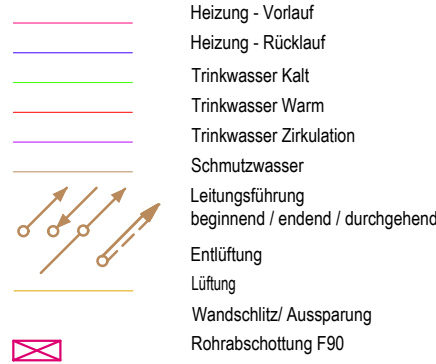 Heizung - Vorlauf
Heizung - Rücklauf
Trinkwasser Kalt
Trinkwasser Warm
Trinkwasser Zirkulation
Schmutzwasser
Leitungsführung
beginnend / endend / durchgehend
Entlüftung
Lüftung
Wandschlitz/ Aussparung
Rohrabschottung F90